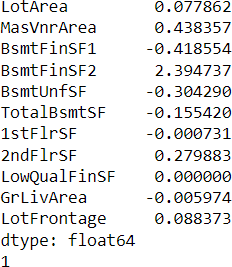 LotArea 0.077862
MasVnrArea 0.438357
BsmtFinSF1 -0.418554
BsmtFinSF2 2.394737
BsmtUnfSF -0.304290
TotalBsmtSF -0.155420
1stFlrSF -0.000731
2ndFlrSF 0.279883
LowQualFinSF 0.000000
GrLivArea -0.005974
LotFrontage 0.088373
dtype: float64
1